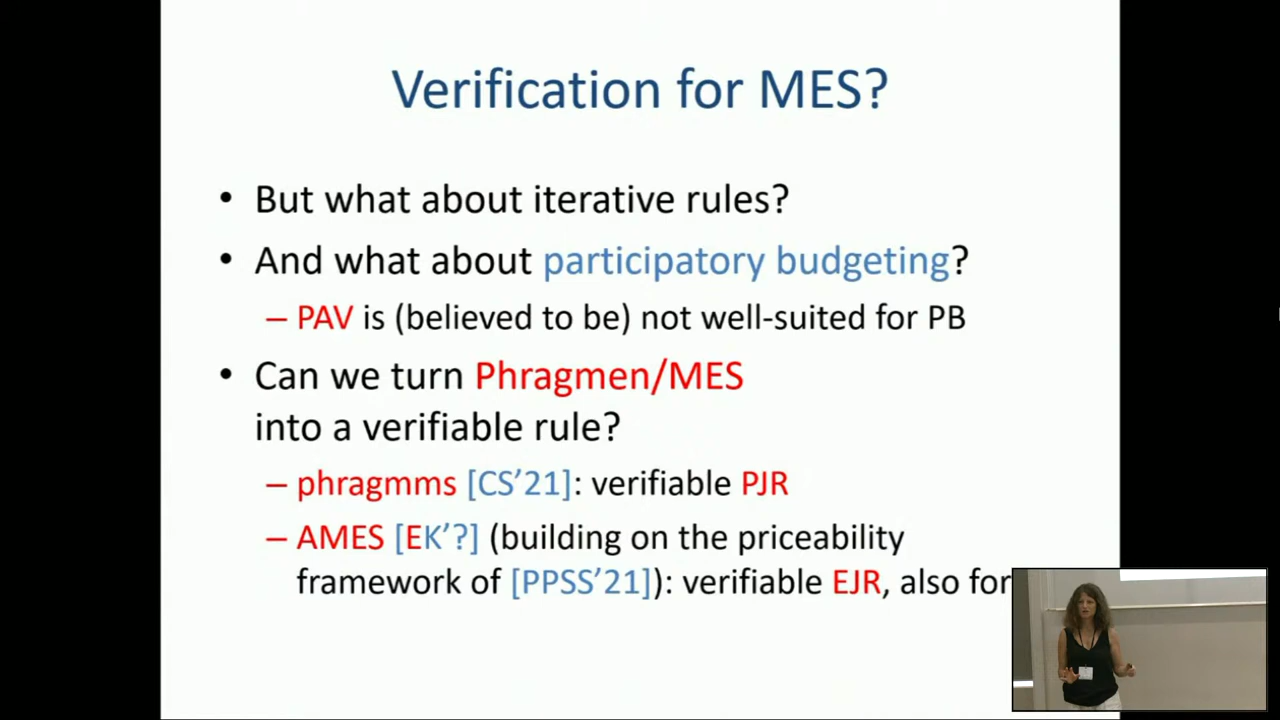 Verification for MES?
• But what about iterative rules?
• And what about participatory budgeting?
– PAV is (believed to be) not well-suited for PB
• Can we turn Phragmen/MES
into a verifiable rule?
– phragmms [CS’21]: verifiable PJR
– AMES [EK’?] (building on the priceability
framework of [PPSS’21]): verifiable EJR, also for